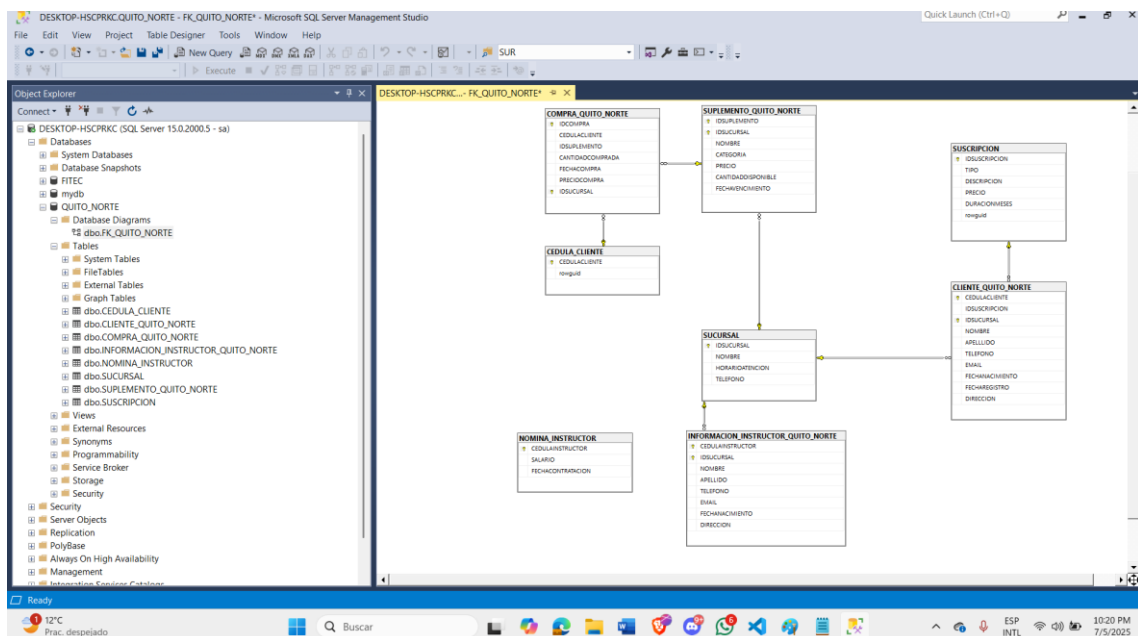 DESKTOP-HSCPRKC.QUITO_NORTE - FK_QUITO_NORTE* - Microsoft SQL Server Management Studio
Quick Launch (Ctrl+Q)
File Edit View Project Table Designer Tools Window Help
New Query
SUR
Execute
Object Explorer
DESKTOP-HSCPRKC...- FK_QUITO_NORTE*
Connect
DESKTOP-HSCPRKC (SQL Server 15.0.2000.5 - sa)
Databases
System Databases
Database Snapshots
FITEC
mydb
QUITO_NORTE
Database Diagrams
dbo.FK_QUITO_NORTE
Tables
System Tables
FileTables
External Tables
Graph Tables
dbo.CEDULA_CLIENTE
dbo.CLIENTE_QUITO_NORTE
dbo.COMPRA_QUITO_NORTE
dbo.INFORMACION_INSTRUCTOR_QUITO_NORTE
dbo.NOMINA_INSTRUCTOR
dbo.SUCURSAL
dbo.SUPLEMENTO_QUITO_NORTE
dbo.SUSCRIPCION
Views
External Resources
Synonyms
Programmability
Service Broker
Storage
Security
Security
Server Objects
Replication
PolyBase
Always On High Availability
Management
Integration Services Catalogs
COMPRA_QUITO_NORTE
IDCOMPRA
CEDULACLIENTE
IDSUPLEMENTO
CANTIDADCOMPRADA
FECHACOMPRA
PRECIOCOMPRA
IDSUCURSAL
SUPLEMENTO_QUITO_NORTE
IDSUPLEMENTO
IDSUCURSAL
NOMBRE
CATEGORIA
PRECIO
CANTIDADDISPONIBLE
FECHAVENCIMIENTO
SUSCRIPCION
IDSUSCRIPCION
TIPO
DESCRIPCION
PRECIO
DURACIONMESES
rowguid
CEDULA_CLIENTE
CEDULACLIENTE
rowguid
CLIENTE_QUITO_NORTE
CEDULACLIENTE
IDSUSCRIPCION
IDSUCURSAL
NOMBRE
APELLLIDO
TELEFONO
EMAIL
FECHANACIMIENTO
FECHAREGISTRO
DIRECCION
SUCURSAL
IDSUCURSAL
NOMBRE
HORARIOATENCION
TELEFONO
NOMINA_INSTRUCTOR
CEDULAINSTRUCTOR
SALARIO
FECHACONTRATACION
INFORMACION_INSTRUCTOR_QUITO_NORTE
CEDULAINSTRUCTOR
IDSUCURSAL
NOMBRE
APELLIDO
TELEFONO
EMAIL
FECHANACIMIENTO
DIRECCION
Ready
1
12°C
Prac. despejado
Buscar
ESP
INTL
10:20 PM
7/5/2025